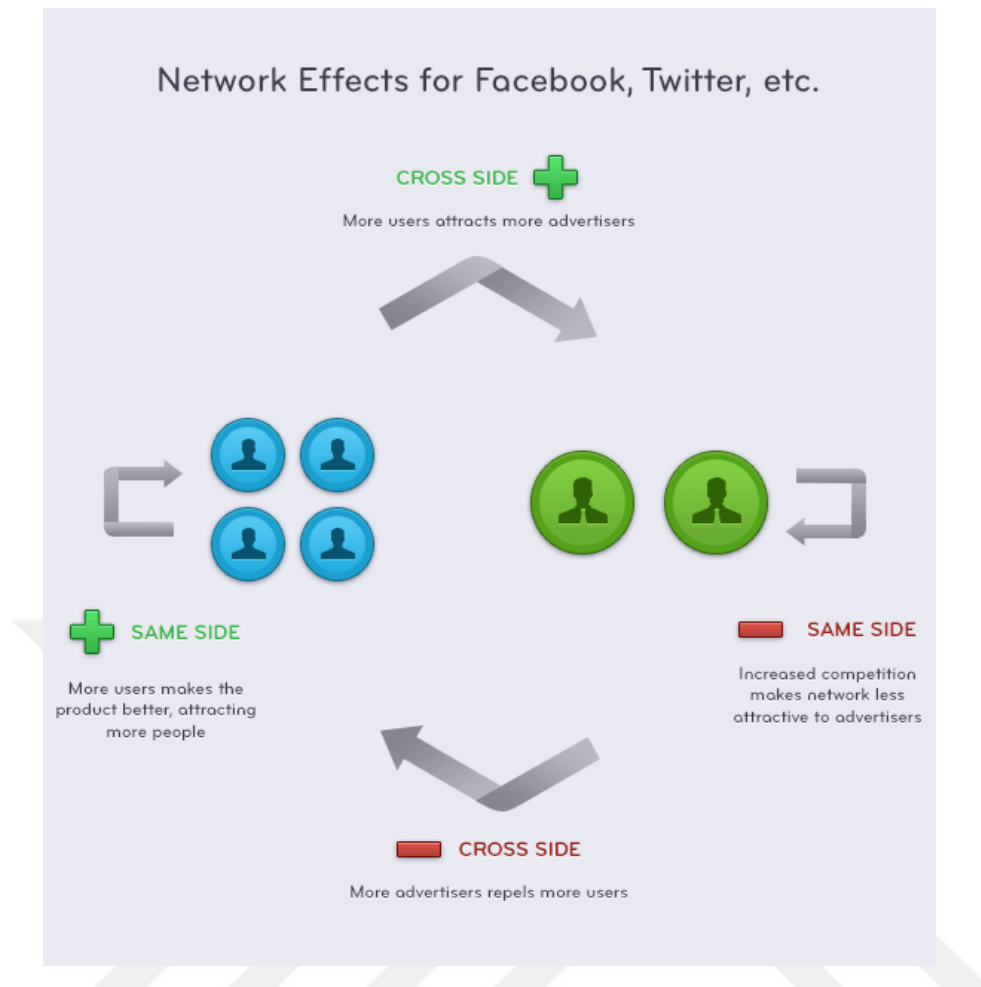 Network Effects for Facebook, Twitter, etc.
CROSS SIDE
More users attracts more advertisers
SAME SIDE
More users makes the
product better, attracting
more people
SAME SIDE
Increased competition
makes network less
attractive to advertisers
CROSS SIDE
More advertisers repels more users